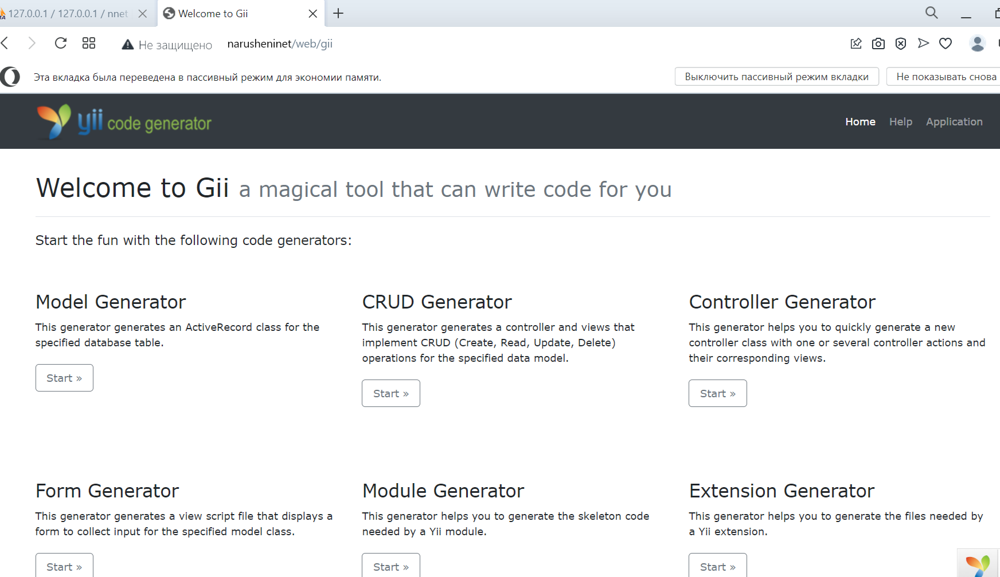 127.0.0.1 / 127.0.0.1 / nnet
Welcome to Gii
Не защищено
narusheninet/web/gii
Эта вкладка была переведена в пассивный режим для экономии памяти.
Выключить пассивный режим вкладки
Не показывать снова
yii code generator
Home
Help
Application
Welcome to Gii a magical tool that can write code for you
Start the fun with the following code generators:
Model Generator
This generator generates an ActiveRecord class for the
specified database table.
Start »
CRUD Generator
This generator generates a controller and views that
implement CRUD (Create, Read, Update, Delete)
operations for the specified data model.
Start »
Controller Generator
This generator helps you to quickly generate a new
controller class with one or several controller actions and
their corresponding views.
Start »
Form Generator
This generator generates a view script file that displays a
form to collect input for the specified model class.
Start »
Module Generator
This generator helps you to generate the skeleton code
needed by a Yii module.
Start »
Extension Generator
This generator helps you to generate the files needed by
a Yii extension.
Start »